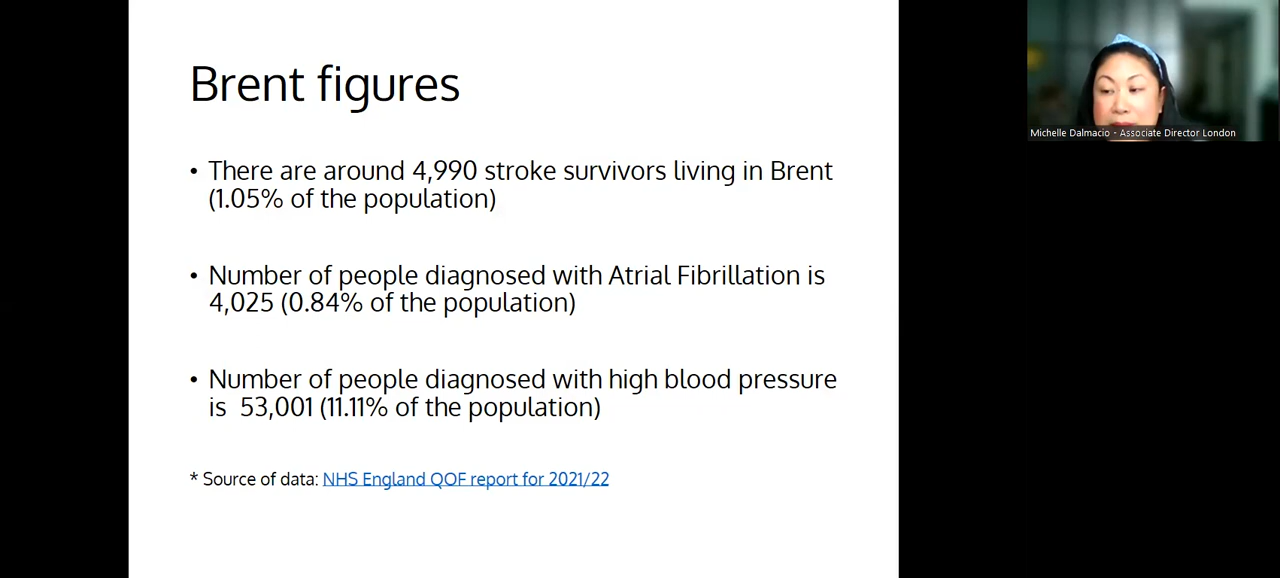 Brent figures
• There are around 4,990 stroke survivors living in Brent
(1.05% of the population)
• Number of people diagnosed with Atrial Fibrillation is
4,025 (0.84% of the population)
• Number of people diagnosed with high blood pressure
is 53,001 (11.11% of the population)
* Source of data: NHS England QOF report for 2021/22
Michelle Dalmacio - Associate Director London